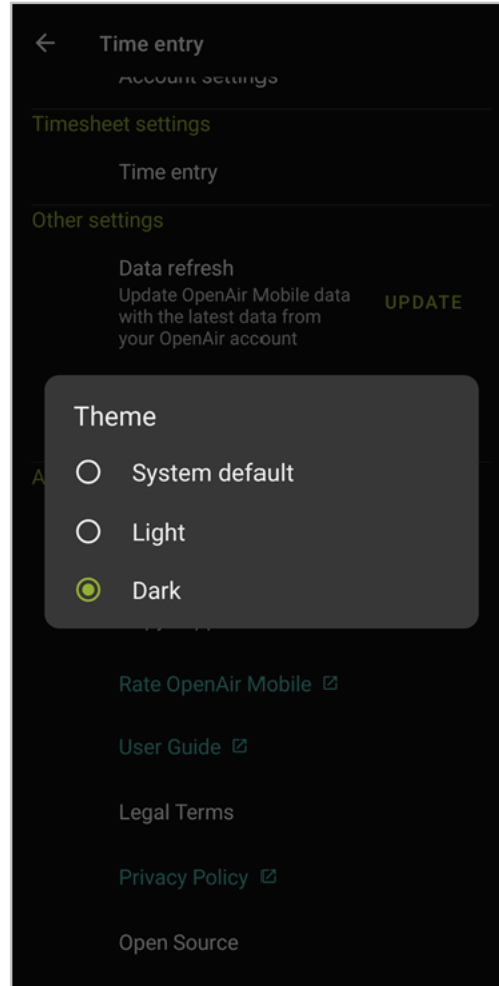 Time entry
Account settings
Timesheet settings
Time entry
Other settings
Data refresh
Update OpenAir Mobile data
with the latest data from
your OpenAir account
UPDATE
Theme
A
System default
Light
Dark
Rate OpenAir Mobile
User Guide
Legal Terms
Privacy Policy
Open Source